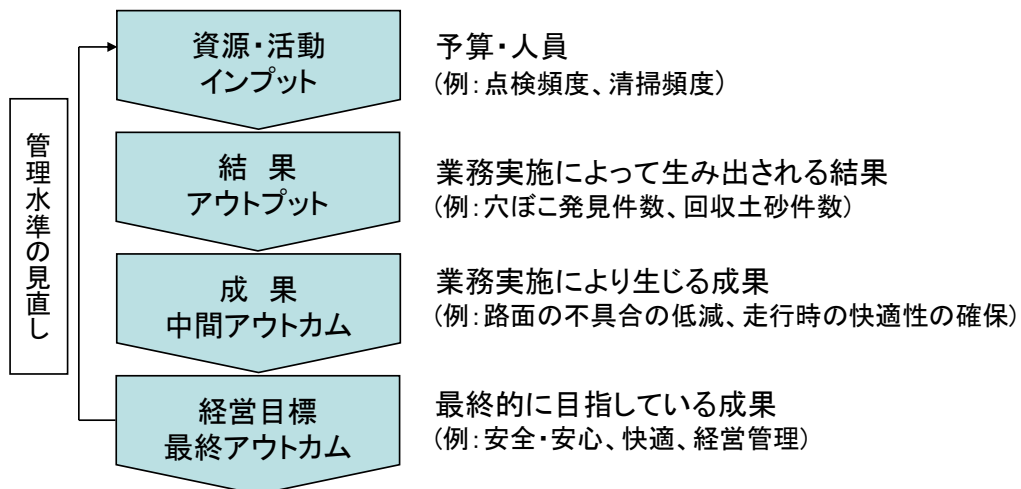 資源・活動
インプット
予算・人員
(例:点検頻度、清掃頻度)
管理水準の見直し
結　果
アウトプット
業務実施によって生み出される結果
(例:穴ぼこ発見件数、回収土砂件数)
成　果
中間アウトカム
業務実施により生じる成果
(例:路面の不具合の低減、走行時の快適性の確保)
経営目標
最終アウトカム
最終的に目指している成果
(例:安全・安心、快適、経営管理)